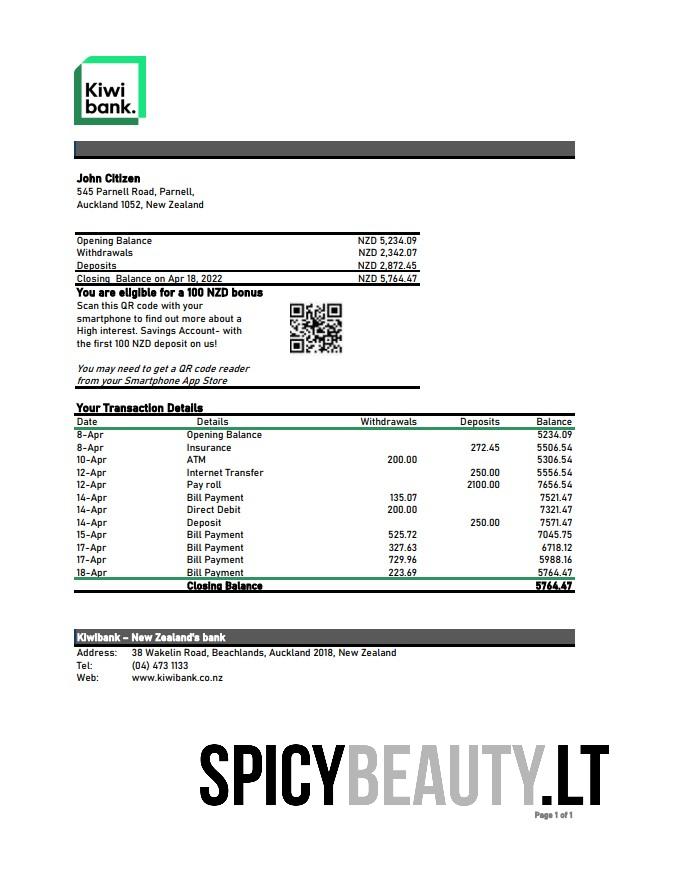 Kiwi
bank.
John Citizen
545 Parnell Road, Parnell,
Auckland 1052, New Zealand
Opening Balance NZD 5,234.09
Withdrawals NZD 2,342.07
Deposits NZD 2,872.45
Closing Balance on Apr 18, 2022 NZD 5,764.47
You are eligible for a 100 NZD bonus
Scan this QR code with your
smartphone to find out more about a
High interest. Savings Account- with
the first 100 NZD deposit on us!
You may need to get a QR code reader
from your Smartphone App Store
Your Transaction Details
Date Details Withdrawals Deposits Balance
8-Apr Opening Balance 5234.09
8-Apr Insurance 272.45 5506.54
10-Apr ATM 200.00 5306.54
12-Apr Internet Transfer 250.00 5556.54
12-Apr Pay roll 2100.00 7656.54
14-Apr Bill Payment 135.07 7521.47
14-Apr Direct Debit 200.00 7321.47
14-Apr Deposit 250.00 7571.47
15-Apr Bill Payment 525.72 7045.75
17-Apr Bill Payment 327.63 6718.12
17-Apr Bill Payment 729.96 5988.16
18-Apr Bill Payment 223.69 5764.47
Closing Balance 5764.47
Kiwibank – New Zealand's bank
Address: 38 Wakelin Road, Beachlands, Auckland 2018, New Zealand
Tel: (04) 473 1133
Web: www.kiwibank.co.nz
SPICYBEAUTY.LT
Page 1 of 1